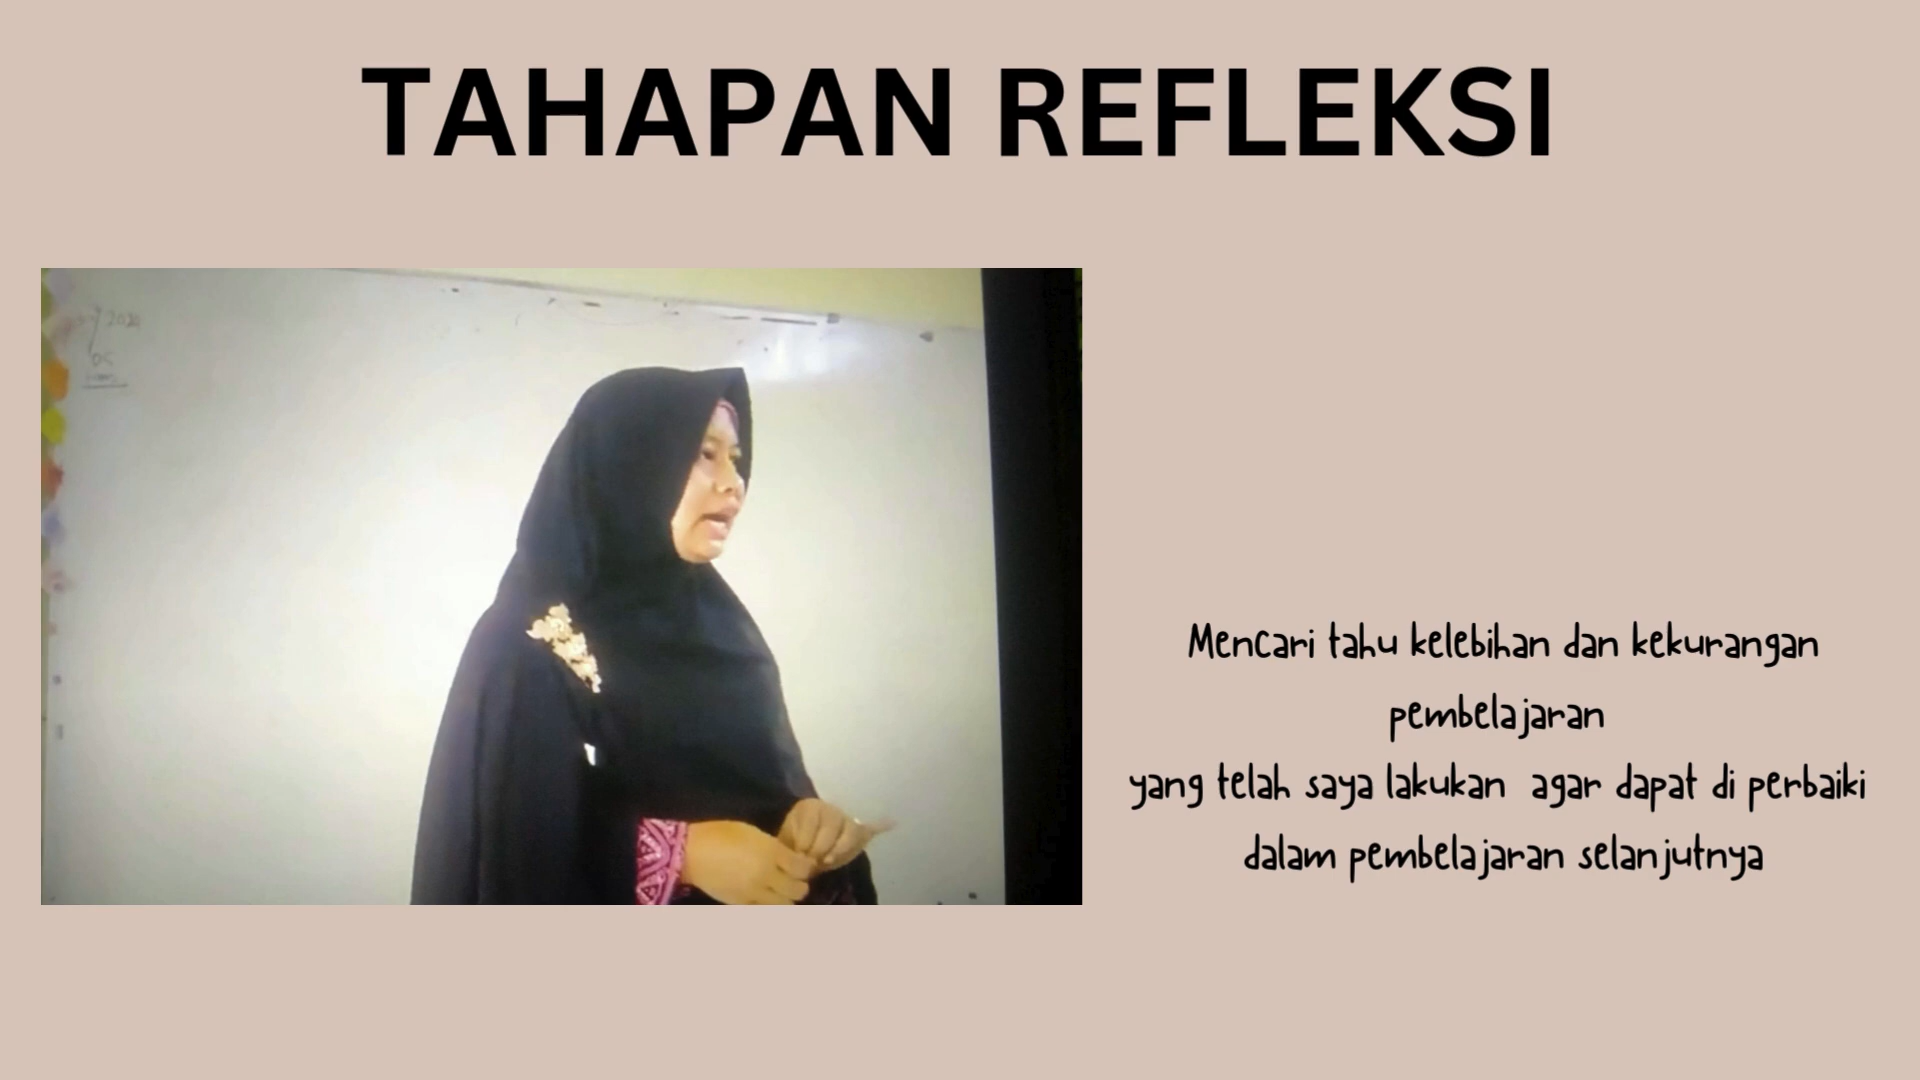 TAHAPAN REFLEKSI
Mencari tahu kelebihan dan kekurangan
pembelajaran
yang telah saya lakukan agar dapat di perbaiki
dalam pembelajaran selanjutnya